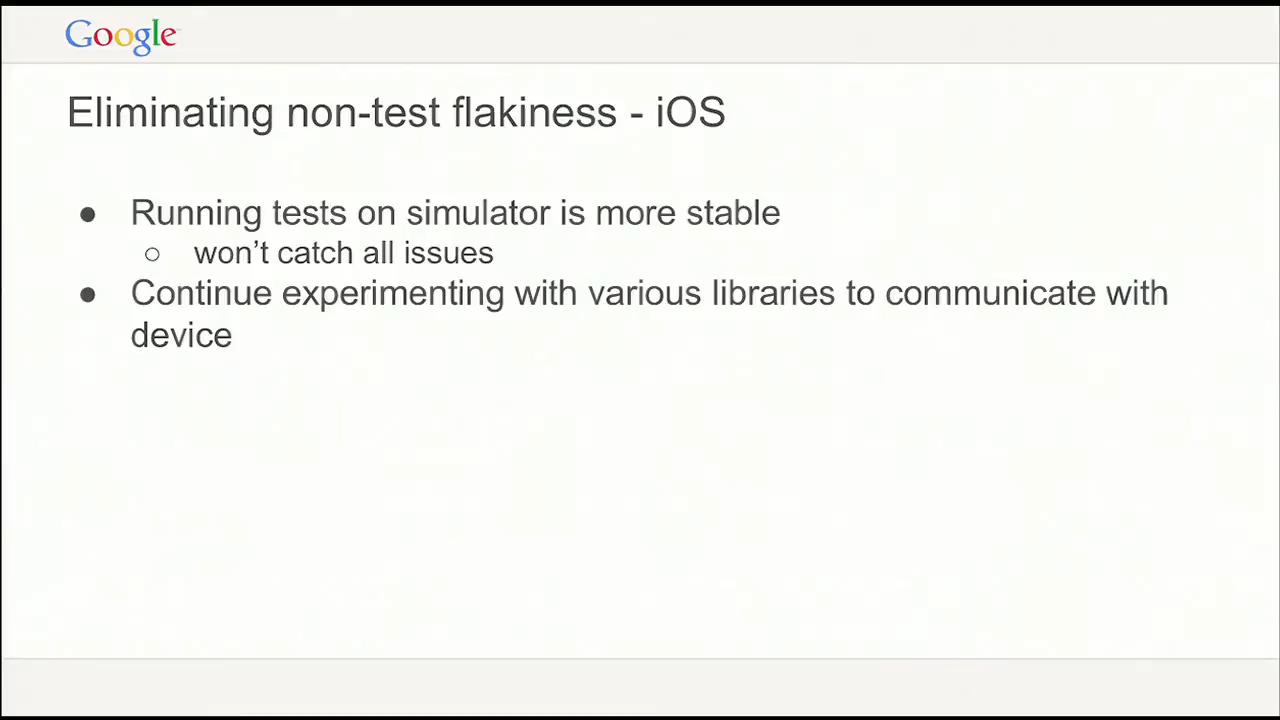 Google
Eliminating non-test flakiness - iOS
● Running tests on simulator is more stable
○ won’t catch all issues
● Continue experimenting with various libraries to communicate with
device